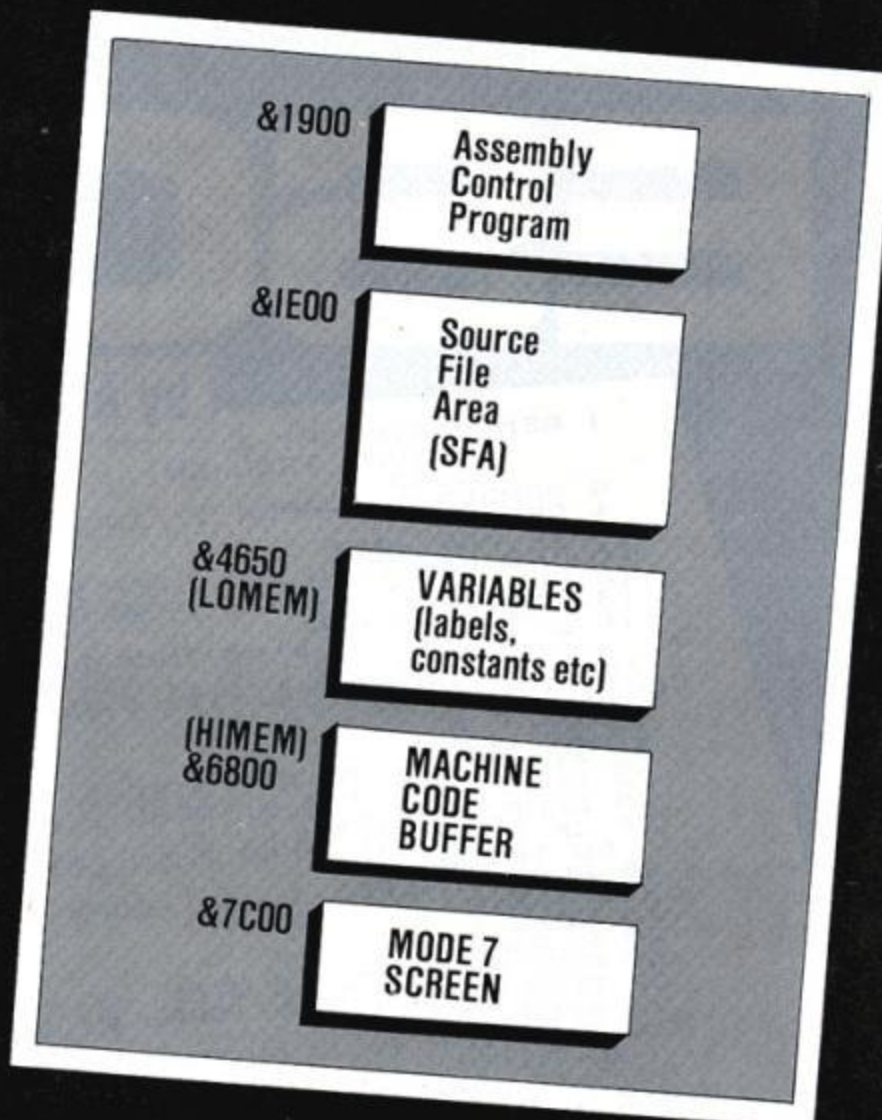 &1900
Assembly
Control
Program
&IE00
Source
File
Area
(SFA)
&4650
(LOMEM)
VARIABLES
(labels,
constants etc)
(HIMEM)
&6800
MACHINE
CODE
BUFFER
&7C00
MODE 7
SCREEN